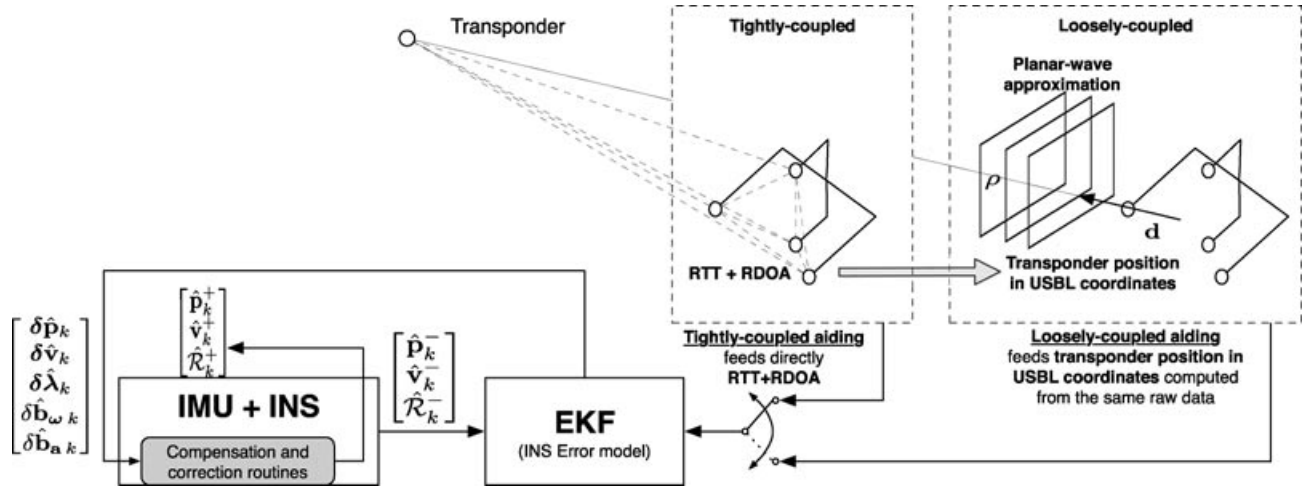 Transponder
Tightly-coupled
Loosely-coupled
Planar-wave
approximation
ρ
d
RTT + RDOA
Transponder position
in USBL coordinates
Tightly-coupled aiding
feeds directly
RTT+RDOA
Loosely-coupled aiding
feeds transponder position in
USBL coordinates computed
from the same raw data
δp̂ₖ
δv̂ₖ
δλ̂ₖ
δb̂ω ₖ
δb̂a ₖ
p̂ₖ⁺
v̂ₖ⁺
ℛ̂ₖ⁺
p̂ₖ⁻
v̂ₖ⁻
ℛ̂ₖ⁻
IMU + INS
Compensation and
correction routines
EKF
(INS Error model)